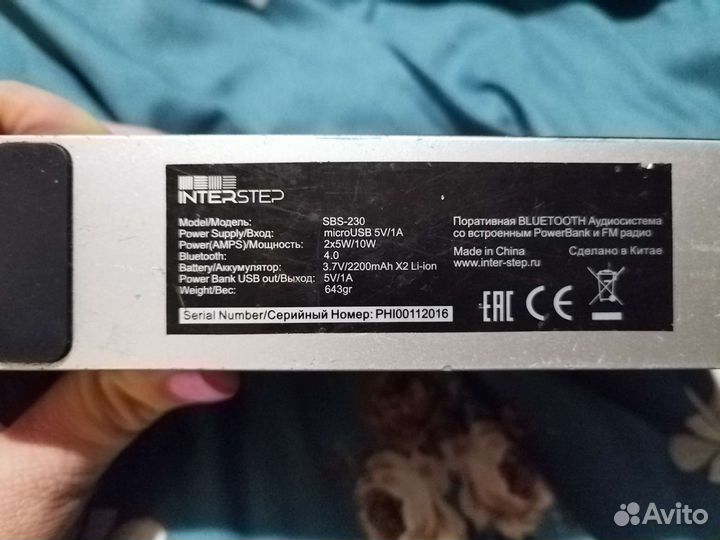 INTERSTEP
Model/Модель: SBS-230
Power Supply/Вход: microUSB 5V/1A
Power(AMPS)/Мощность: 2x5W/10W
Bluetooth: 4.0
Battery/Аккумулятор: 3.7V/2200mAh X2 Li-ion
Power Bank USB out/Выход: 5V/1A
Weight/Вес: 643gr
Serial Number/Серийный Номер: PHI00112016
Поративная BLUETOOTH Аудиосистема
со встроенным PowerBank и FM радио
Made in China Сделано в Китае
www.inter-step.ru
EAC CE
Avito